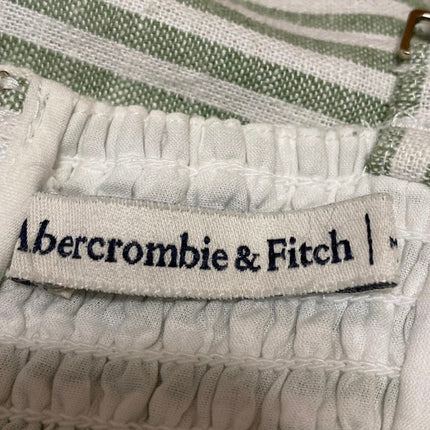 Abercrombie & Fitch | M